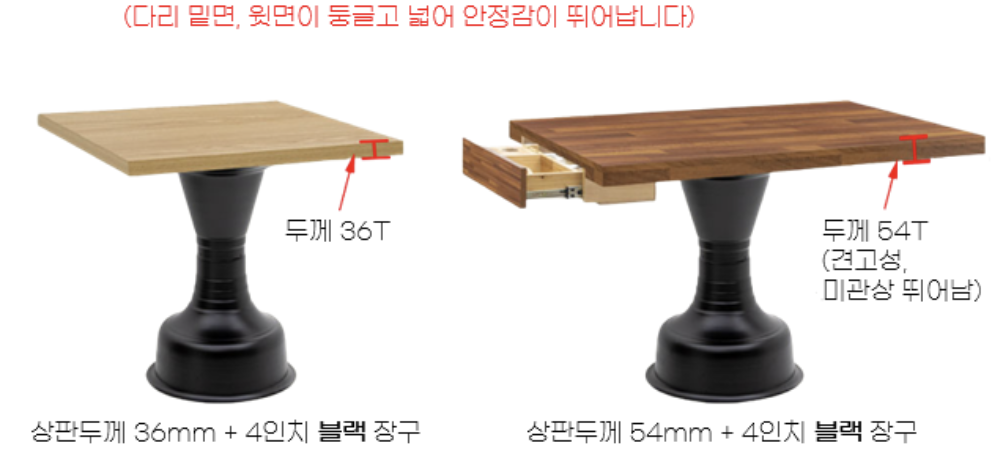 (다리 밑면, 윗면이 둥글고 넓어 안정감이 뛰어납니다)
두께 36T
두께 54T
(견고성,
미관상 뛰어남)
상판두께 36mm + 4인치 블랙 장구
상판두께 54mm + 4인치 블랙 장구